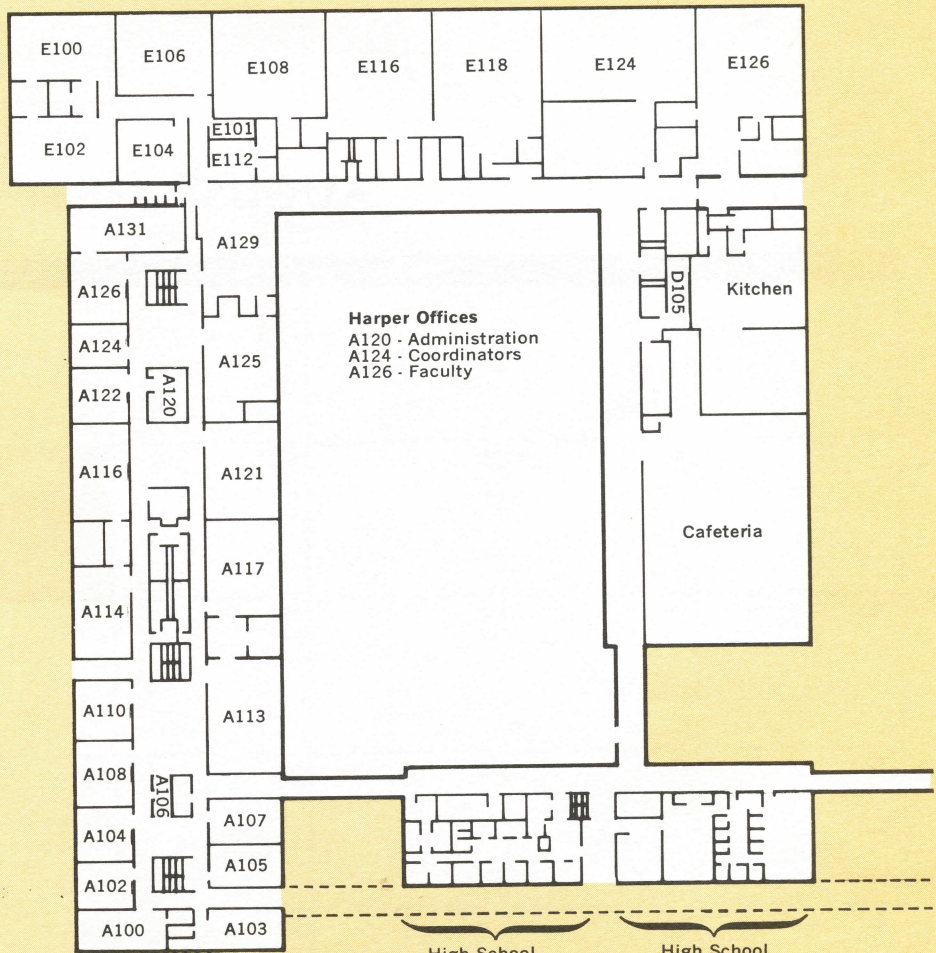 E100
E106
E108
E116
E118
E124
E126
E102
E104
E101
E112
A131
A129
A126
A124
A122
A120
A125
A116
A121
A114
A117
A110
A113
A108
A106
A104
A107
A102
A105
A100
A103
Harper Offices
A120 - Administration
A124 - Coordinators
A126 - Faculty
D105
Kitchen
Cafeteria
High School
High School